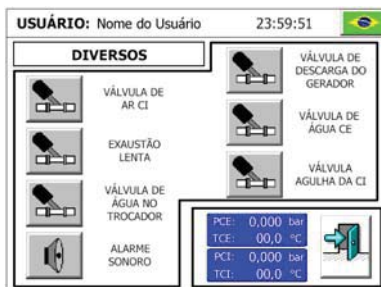 USUÁRIO: Nome do Usuário 23:59:51
DIVERSOS
VÁLVULA DE
AR CI
EXAUSTÃO
LENTA
VÁLVULA DE
ÁGUA NO
TROCADOR
ALARME
SONORO
VÁLVULA DE
DESCARGA DO
GERADOR
VÁLVULA DE
ÁGUA CE
VÁLVULA
AGULHA DA CI
PCE: 0,000 bar
TCE: 00,0 °C
PCI: 0,000 bar
TCI: 00,0 °C